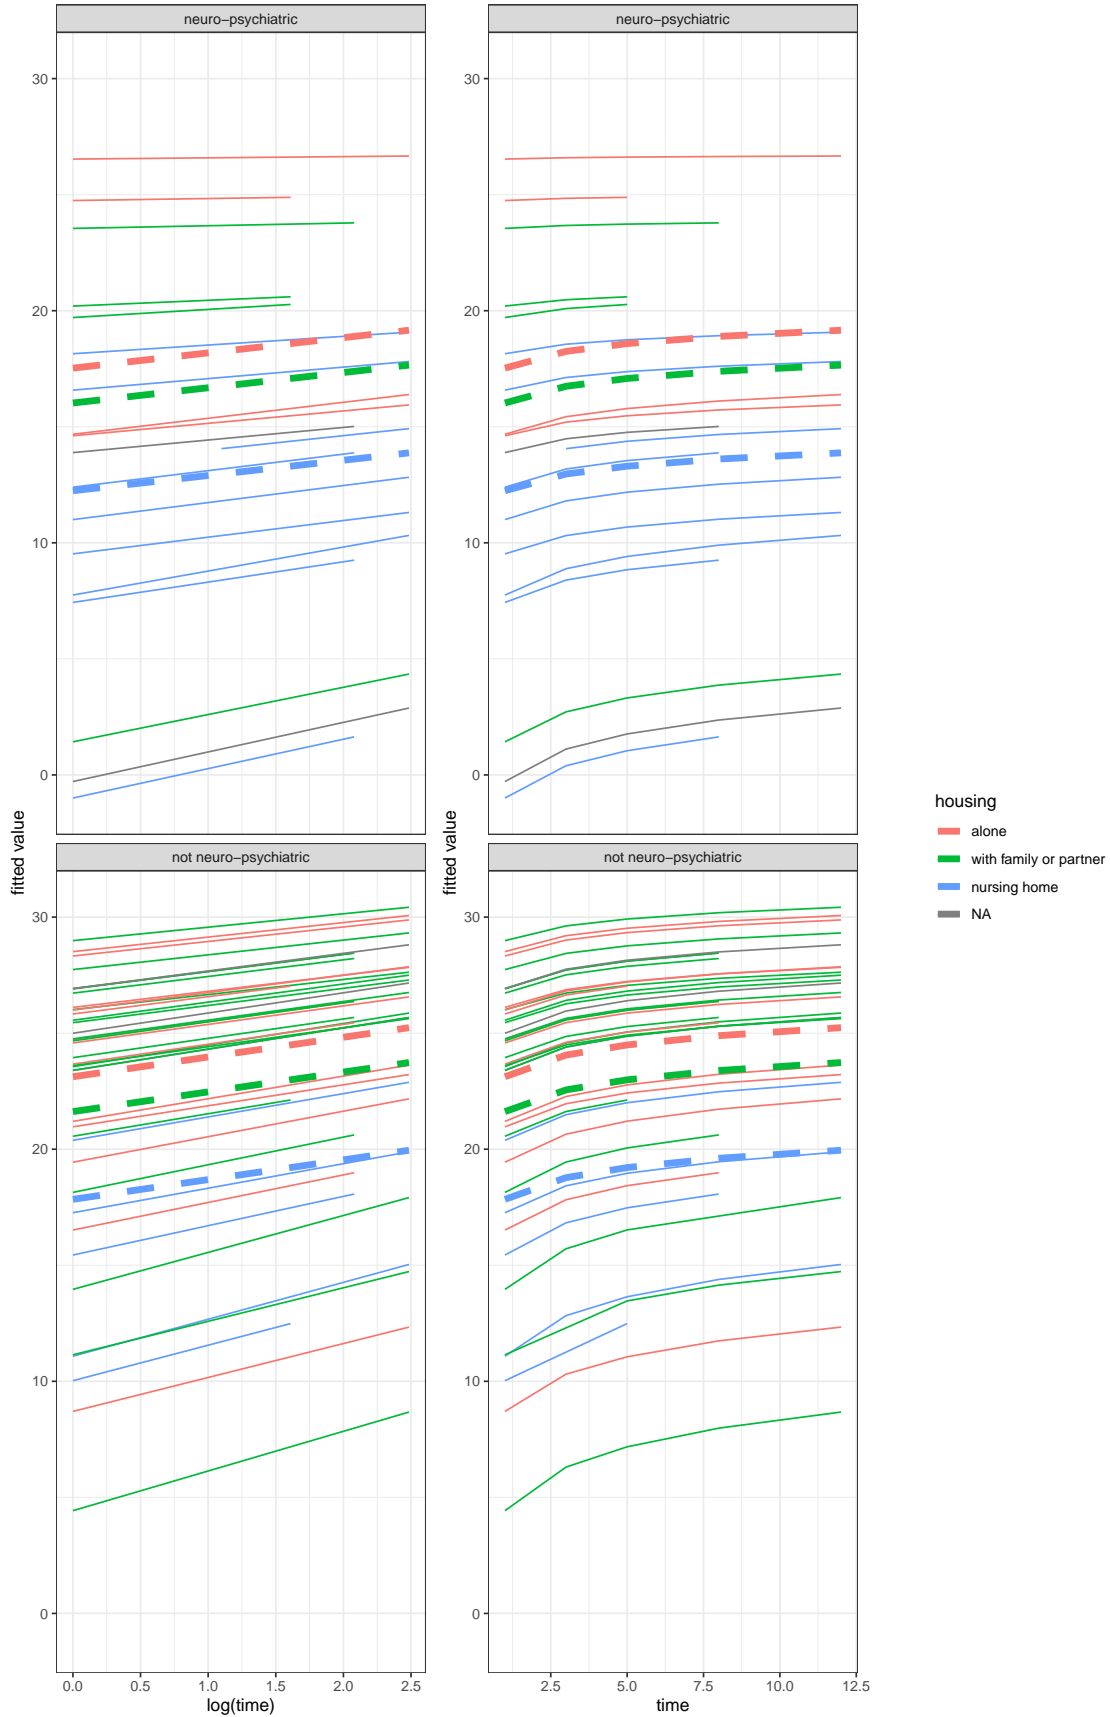 neuro−psychiatric
neuro−psychiatric
30
20
10
0
30
20
10
0
fitted value
fitted value
not neuro−psychiatric
not neuro−psychiatric
30
20
10
0
30
20
10
0
0.0 0.5 1.0 1.5 2.0 2.5
log(time)
2.5 5.0 7.5 10.0 12.5
time
housing
alone
with family or partner
nursing home
NA